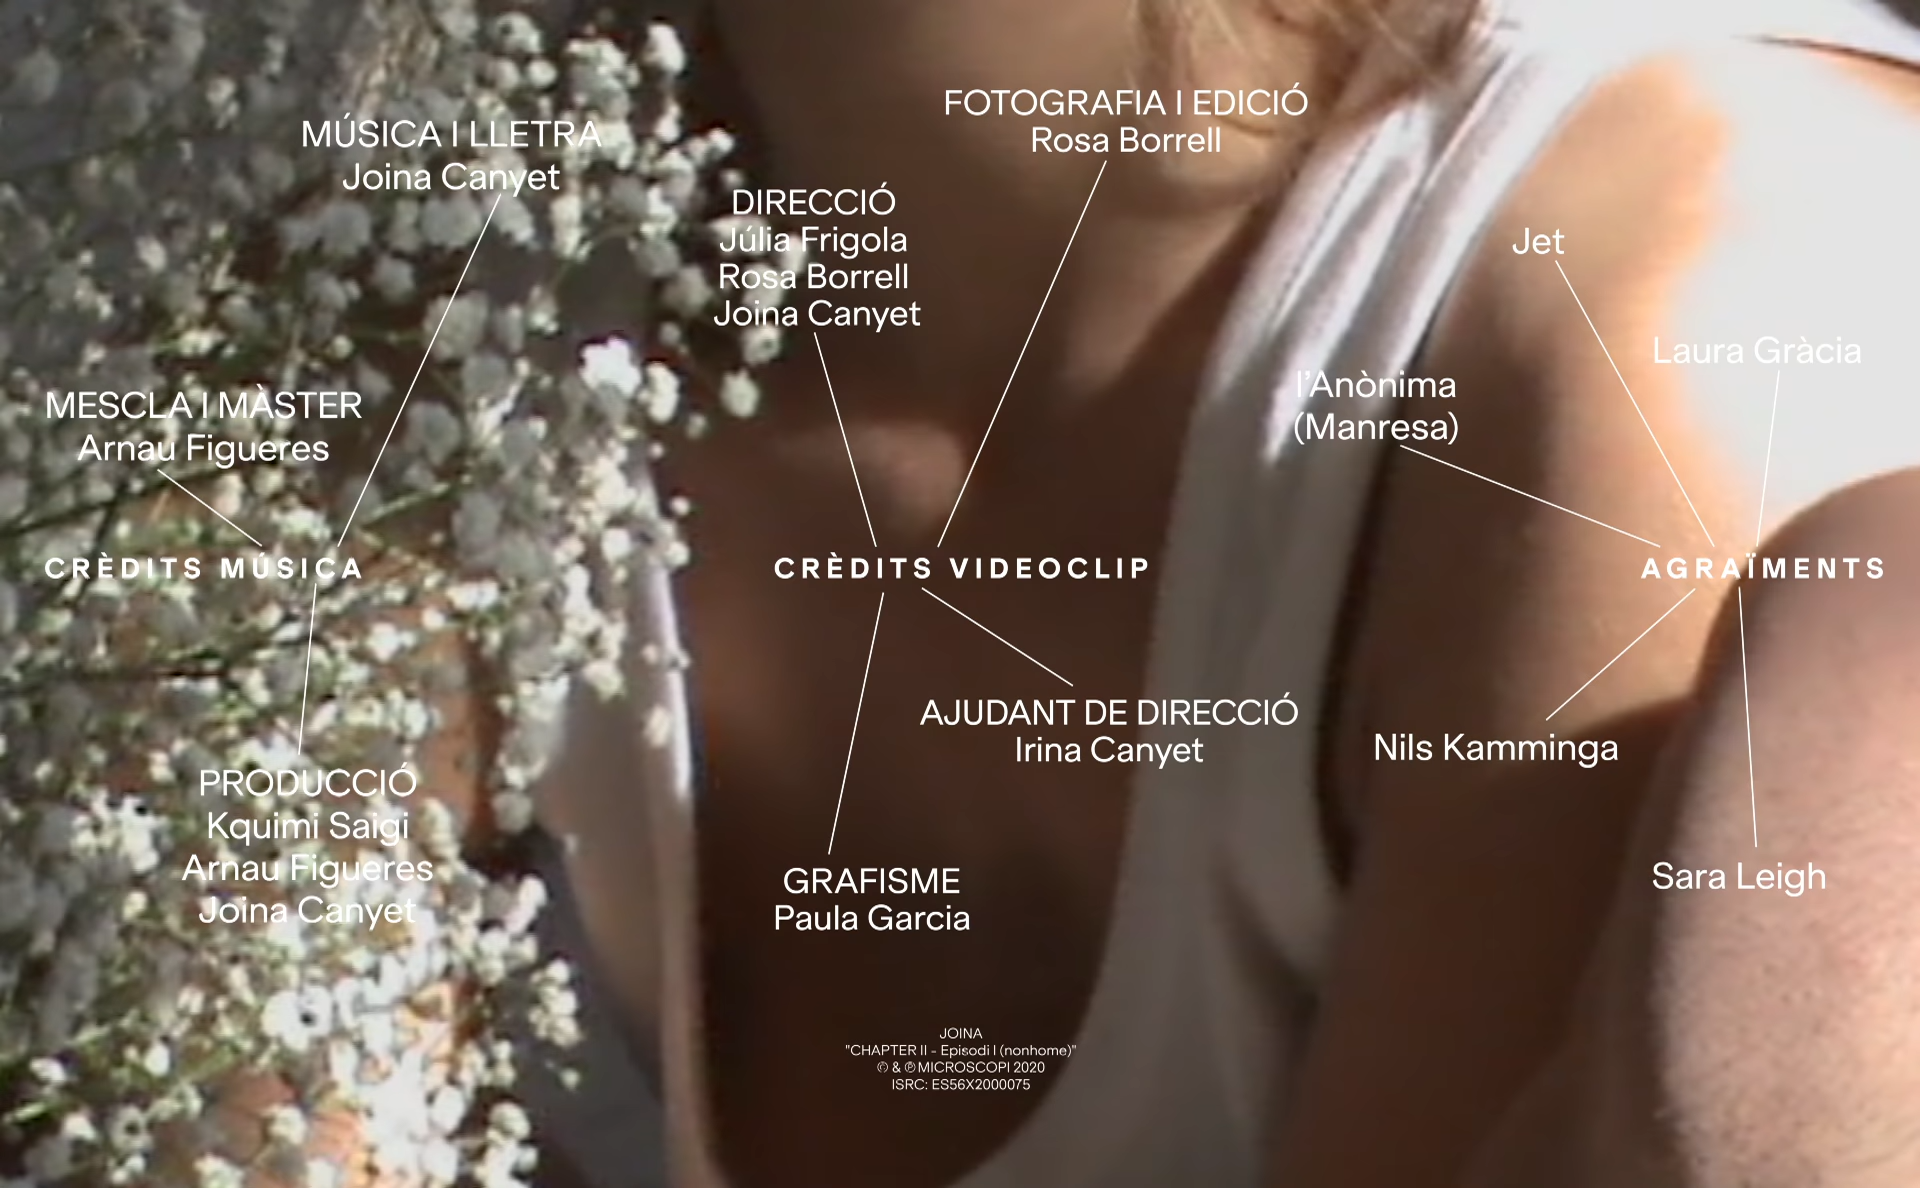 MÚSICA I LLETRA
Joina Canyet
MESCLA I MÀSTER
Arnau Figueres
CRÈDITS MÚSICA
PRODUCCIÓ
Kquimi Saigi
Arnau Figueres
Joina Canyet
FOTOGRAFIA I EDICIÓ
Rosa Borrell
DIRECCIÓ
Júlia Frigola
Rosa Borrell
Joina Canyet
CRÈDITS VIDEOCLIP
AJUDANT DE DIRECCIÓ
Irina Canyet
GRAFISME
Paula Garcia
Jet
Laura Gràcia
l'Anònima
(Manresa)
AGRAÏMENTS
Nils Kamminga
Sara Leigh
JOINA
"CHAPTER II - Episodi I (nonhome)"
© & ℗ MICROSCOPI 2020
ISRC: ES56X2000075